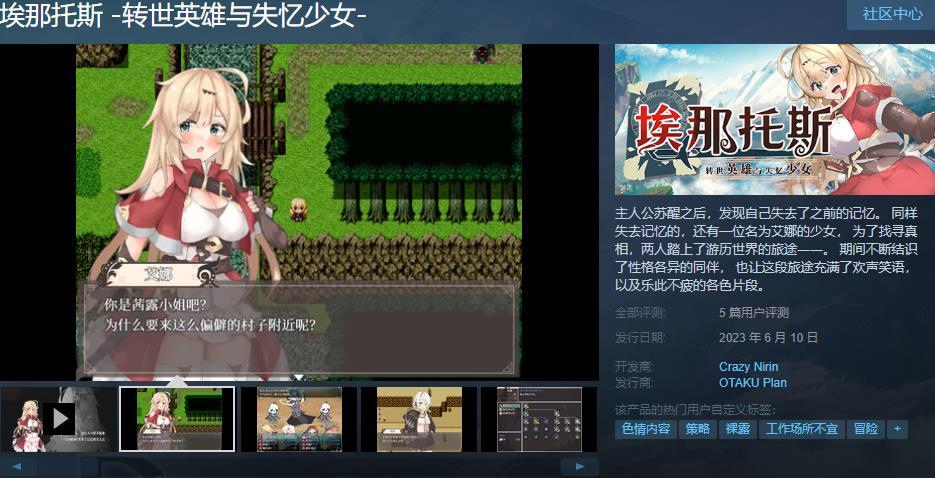 埃那托斯 -转世英雄与失忆少女-
社区中心
艾娜
你是茜露小姐吧？
为什么要来这么偏僻的村子附近呢？
埃那托斯
转世英雄与失忆少女
主人公苏醒之后，发现自己失去了之前的记忆。 同样
失去记忆的，还有一位名为艾娜的少女， 为了找寻真
相，两人踏上了游历世界的旅途——。 期间不断结识
了性格各异的同伴， 也让这段旅途充满了欢声笑语，
以及乐此不疲的各色片段。
全部评测: 5 篇用户评测
发行日期: 2023 年 6 月 10 日
开发商: Crazy Nirin
发行商: OTAKU Plan
该产品的热门用户自定义标签：
色情内容 策略 裸露 工作场所不宜 冒险 +